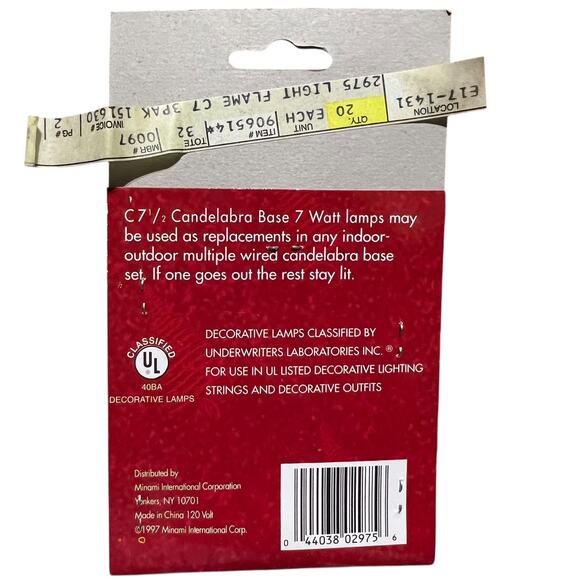 LOCATION
E17-1431
QTY.
20
UNIT
EACH
ITEM#
906514**
TOTE
32
MBR#
0097
2975 LIGHT FLAME C7 3PAK
INVOICE#
151630
PG#
2
C7 1/2 Candelabra Base 7 Watt lamps may
be used as replacements in any indoor-
outdoor multiple wired candelabra base
set. If one goes out the rest stay lit.
CLASSIFIED
UL
40BA
DECORATIVE LAMPS
DECORATIVE LAMPS CLASSIFIED BY
UNDERWRITERS LABORATORIES INC. ®
FOR USE IN UL LISTED DECORATIVE LIGHTING
STRINGS AND DECORATIVE OUTFITS
Distributed by
Minami International Corporation
Yonkers, NY 10701
Made in China 120 Volt
©1997 Minami International Corp.
0 44038 02975 6